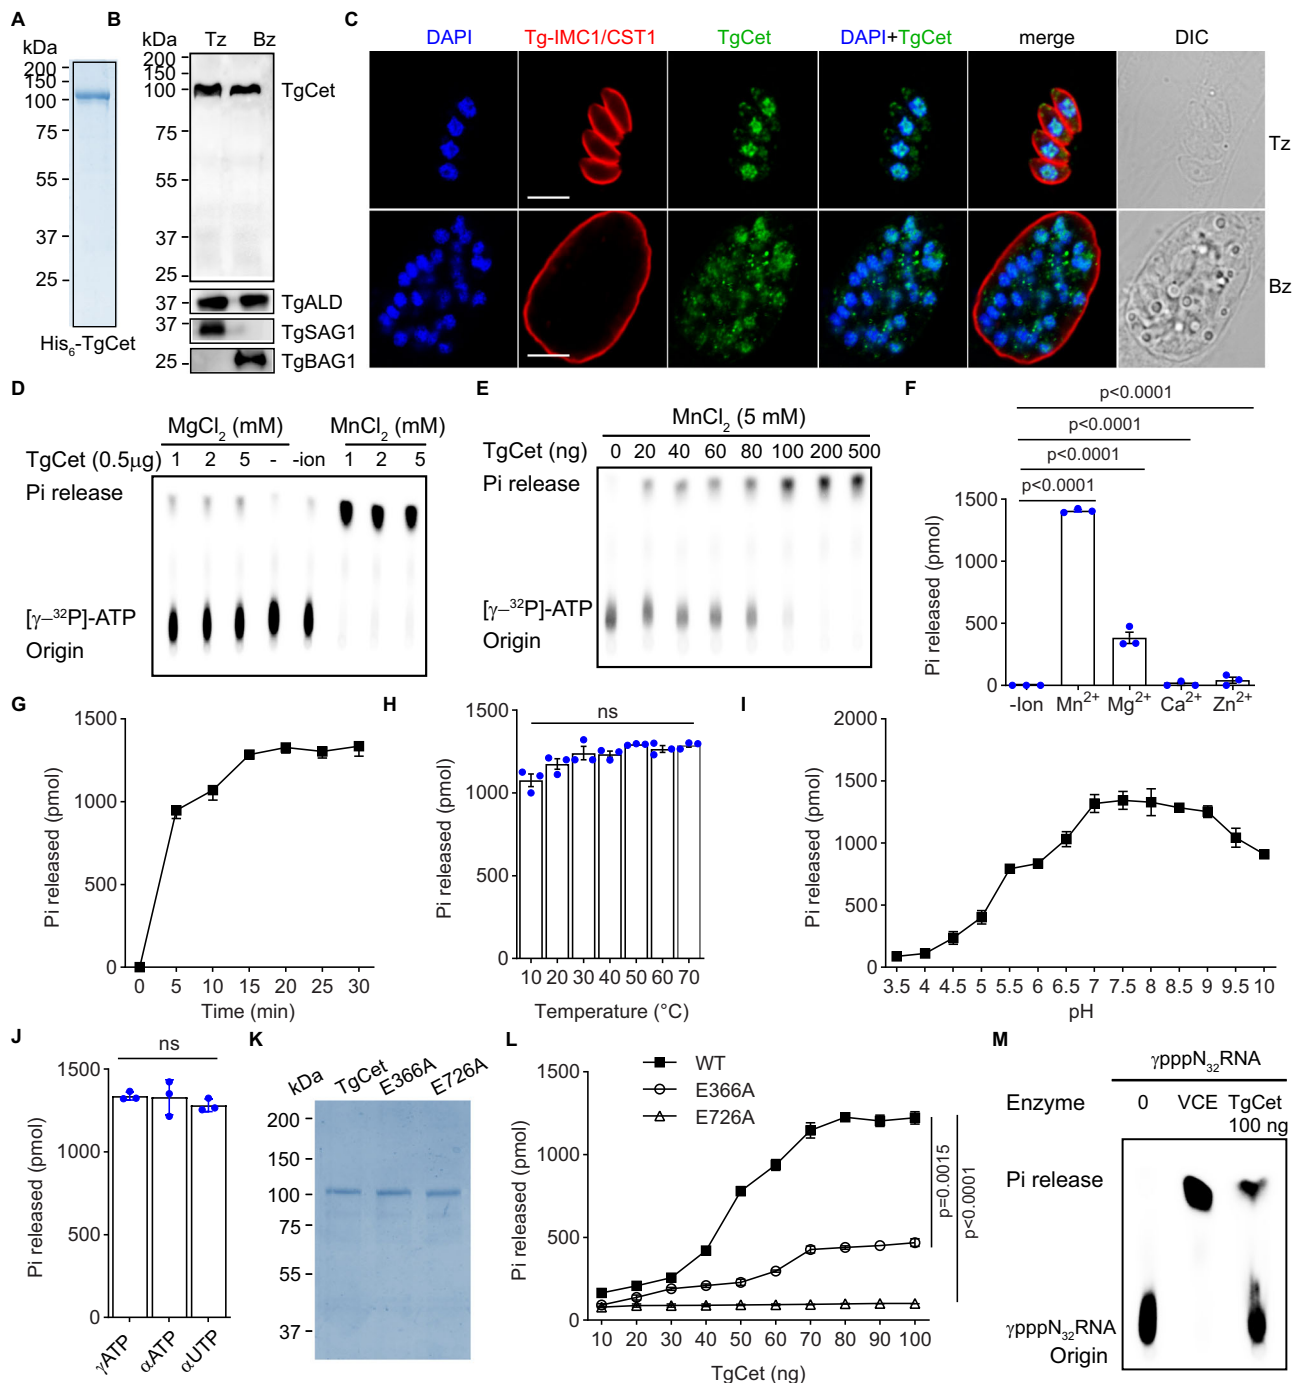 A
kDa
200
150
100
75
55
37
25
His6-TgCet
B
kDa
Tz Bz
200
150
100
75
55
37
25
TgCet
37 TgALD
37 TgSAG1
25 TgBAG1
C
DAPI Tg-IMC1/CST1 TgCet DAPI+TgCet merge DIC
Tz
Bz
D
MgCl2 (mM) MnCl2 (mM)
TgCet (0.5μg) 1 2 5 - -ion 1 2 5
Pi release
[γ–32P]-ATP
Origin
E
MnCl2 (5 mM)
TgCet (ng) 0 20 40 60 80 100 200 500
Pi release
[γ–32P]-ATP
Origin
F
p<0.0001
p<0.0001
p<0.0001
p<0.0001
Pi released (pmol)
1500
1000
500
0
-Ion Mn2+ Mg2+ Ca2+ Zn2+
G
Pi released (pmol)
1500
1000
500
0
0 5 10 15 20 25 30
Time (min)
H
ns
Pi released (pmol)
1500
1000
500
0
10 20 30 40 50 60 70
Temperature (°C)
I
Pi released (pmol)
2000
1500
1000
500
0
3.5 4 4.5 5 5.5 6 6.5 7 7.5 8 8.5 9 9.5 10
pH
J
ns
Pi released (pmol)
1500
1000
500
0
γATP αATP αUTP
K
kDa TgCet E366A E726A
200
150
100
75
55
37
L
WT
E366A
E726A
Pi released (pmol)
1500
1000
500
0
10 20 30 40 50 60 70 80 90 100
TgCet (ng)
p=0.0015
p<0.0001
M
γpppN32RNA
Enzyme 0 VCE TgCet
100 ng
Pi release
γpppN32RNA
Origin